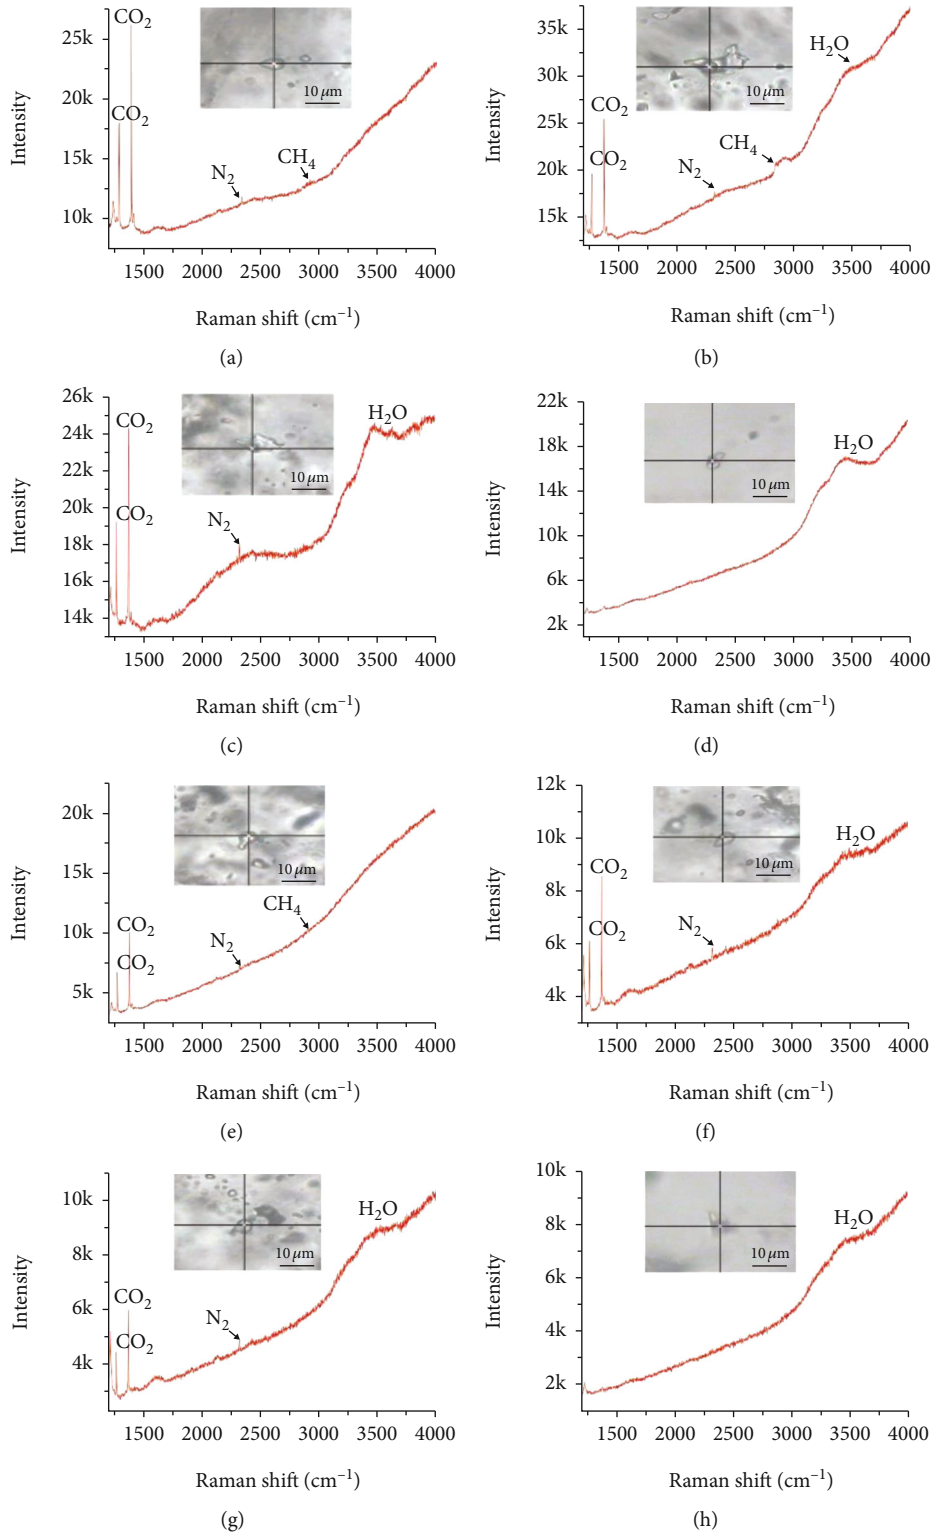 CO₂
CO₂
N₂
CH₄
10 μm
25k
20k
15k
10k
Intensity
1500 2000 2500 3000 3500 4000
Raman shift (cm⁻¹)
(a)
CO₂
CO₂
N₂
CH₄
H₂O
10 μm
35k
30k
25k
20k
15k
Intensity
1500 2000 2500 3000 3500 4000
Raman shift (cm⁻¹)
(b)
CO₂
CO₂
N₂
H₂O
10 μm
26k
24k
22k
20k
18k
16k
14k
Intensity
1500 2000 2500 3000 3500 4000
Raman shift (cm⁻¹)
(c)
H₂O
10 μm
22k
18k
14k
10k
6k
2k
Intensity
1500 2000 2500 3000 3500 4000
Raman shift (cm⁻¹)
(d)
CO₂
CO₂
N₂
CH₄
10 μm
20k
15k
10k
5k
Intensity
1500 2000 2500 3000 3500 4000
Raman shift (cm⁻¹)
(e)
CO₂
CO₂
N₂
H₂O
10 μm
12k
10k
8k
6k
4k
Intensity
1500 2000 2500 3000 3500 4000
Raman shift (cm⁻¹)
(f)
CO₂
CO₂
N₂
H₂O
10 μm
10k
8k
6k
4k
Intensity
1500 2000 2500 3000 3500 4000
Raman shift (cm⁻¹)
(g)
H₂O
10 μm
10k
8k
6k
4k
2k
Intensity
1500 2000 2500 3000 3500 4000
Raman shift (cm⁻¹)
(h)